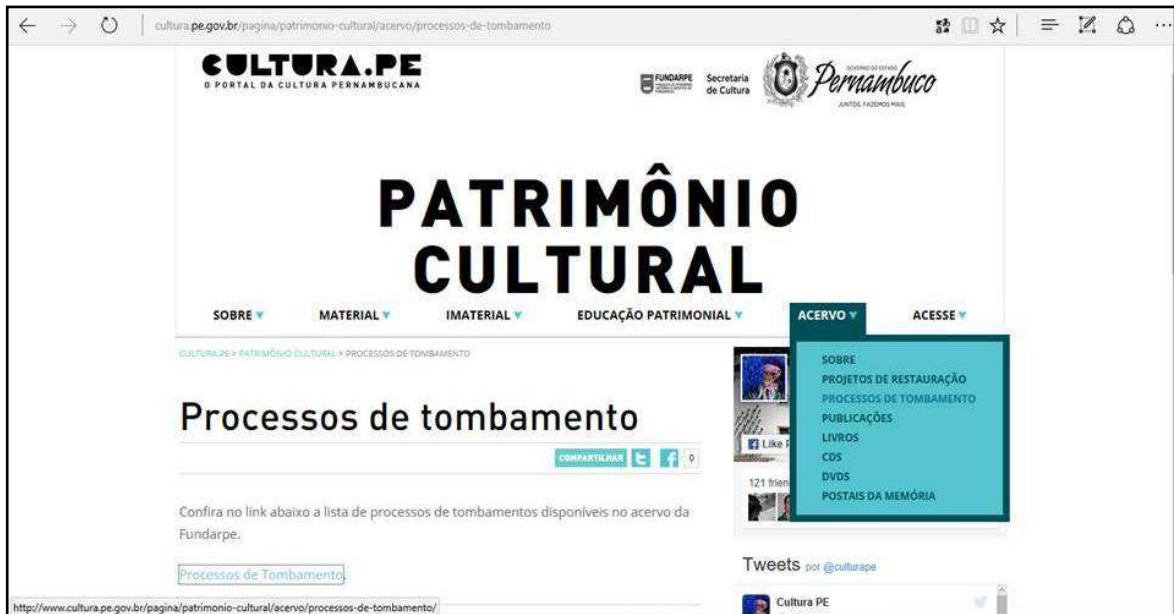 cultura.pe.gov.br/pagina/patrimonio-cultural/acervo/processos-de-tombamento
CULTURA.PE
O PORTAL DA CULTURA PERNAMBUCANA
FUNDARPE
Secretaria
de Cultura
GOVERNO DO ESTADO
Pernambuco
JUNTOS, FAZEMOS MAIS.
PATRIMÔNIO
CULTURAL
SOBRE MATERIAL IMATERIAL EDUCAÇÃO PATRIMONIAL ACERVO ACESSE
SOBRE
PROJETOS DE RESTAURAÇÃO
PROCESSOS DE TOMBAMENTO
PUBLICAÇÕES
LIVROS
CDS
DVDS
POSTAIS DA MEMÓRIA
CULTURA.PE > PATRIMÔNIO CULTURAL > PROCESSOS DE TOMBAMENTO
Processos de tombamento
COMPARTILHAR 0
Like
121 frien
Confira no link abaixo a lista de processos de tombamentos disponíveis no acervo da
Fundarpe.
Processos de Tombamento.
Tweets por @culturape
Cultura PE
http://www.cultura.pe.gov.br/pagina/patrimonio-cultural/acervo/processos-de-tombamento/